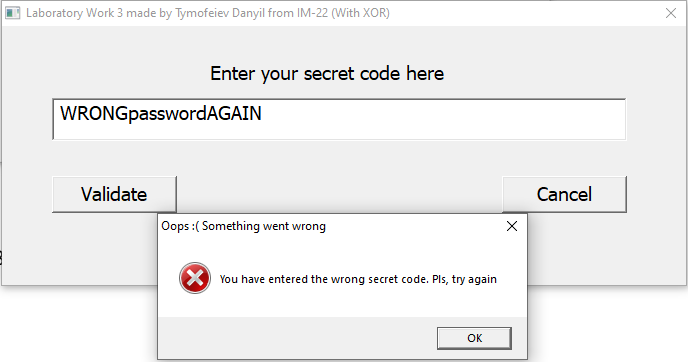 Laboratory Work 3 made by Tymofeiev Danyil from IM-22 (With XOR)
Enter your secret code here
WRONGpasswordAGAIN
Validate
Cancel
Oops :( Something went wrong
You have entered the wrong secret code. Pls, try again
OK